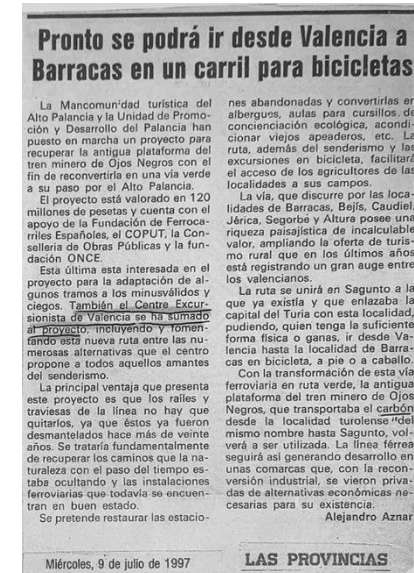 Pronto se podrá ir desde Valencia a
Barracas en un carril para bicicletas
La Mancomunidad turística del
Alto Palancia y la Unidad de Promo-
ción y Desarrollo del Palancia han
puesto en marcha un proyecto para
recuperar la antigua plataforma del
tren minero de Ojos Negros con el
fin de reconvertirla en una vía verde
a su paso por el Alto Palancia.
El proyecto está valorado en 120
millones de pesetas y cuenta con el
apoyo de la Fundación de Ferroca-
rriles Españoles, el COPUT, la Con-
selleria de Obras Públicas y la fun-
dación ONCE.
Esta última esta interesada en el
proyecto para la adaptación de al-
gunos tramos a los minusválidos y
ciegos. También el Centre Excur-
sionista de Valencia se ha sumado
al proyecto, incluyendo y fomen-
tando esta nueva ruta entre las nu-
merosas alternativas que el centro
propone a todos aquellos amantes
del senderismo.
La principal ventaja que presenta
este proyecto es que los raíles y
traviesas de la línea no hay que
quitarlos, ya que éstos ya fueron
desmantelados hace más de veinte
años. Se trataría fundamentalmente
de recuperar los caminos que la na-
turaleza con el paso del tiempo es-
taba ocultando y las instalaciones
ferroviarias que todavía se encuen-
tran en buen estado.
Se pretende restaurar las estacio-
nes abandonadas y convertirlas en
albergues, aulas para cursillos, de
concienciación ecológica, acondi-
cionar viejos apeaderos, etc. La
ruta, además del senderismo y las
excursiones en bicicleta, facilitará
el acceso de los agricultores de las
localidades a sus campos.
La vía, que discurre por las loca-
lidades de Barracas, Bejís, Caudiel,
Jérica, Segorbe y Altura posee una
riqueza paisajística de incalculable
valor, ampliando la oferta de turis-
mo rural que en los últimos años
está registrando un gran auge entre
los valencianos.
La ruta se unirá en Sagunto a la
que ya existía y que enlazaba la
capital del Turia con esta localidad,
pudiendo, quien tenga la suficiente
forma física o ganas, ir desde Va-
lencia hasta la localidad de Barra-
cas en bicicleta, a pie o a caballo.
Con la transformación de esta vía
ferroviaria en ruta verde, la antigua
plataforma del tren minero de Ojos
Negros, que transportaba el carbón
desde la localidad turolense del
mismo nombre hasta Sagunto, vol-
verá a ser utilizada. La línea férrea
seguirá así generando desarrollo en
unas comarcas que, con la recon-
versión industrial, se vieron priva-
das de alternativas económicas ne-
cesarias para su existencia.
Alejandro Aznar
Miércoles, 9 de julio de 1997
LAS PROVINCIAS